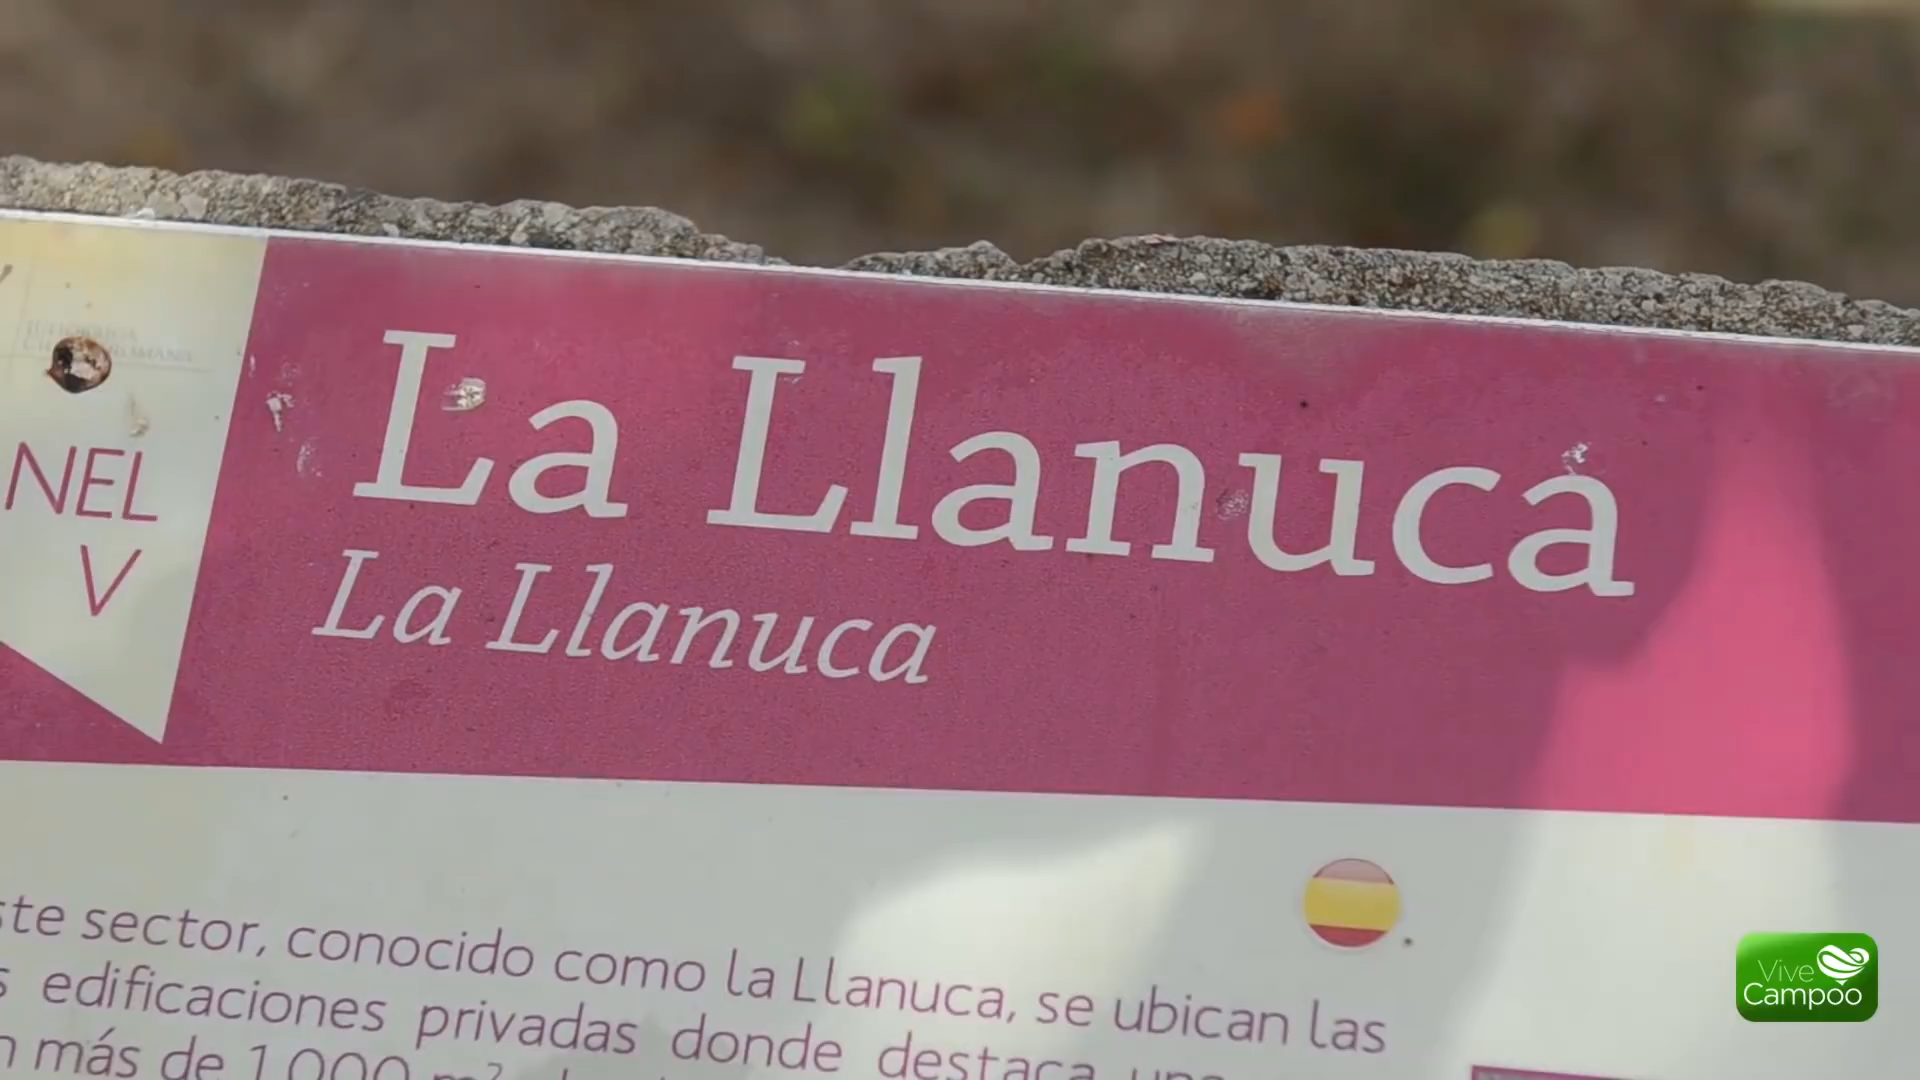 NEL
V
La Llanuca
La Llanuca
ste sector, conocido como la Llanuca, se ubican las
s edificaciones privadas donde destaca
n más de 1.000 m²
Vive
Campoo